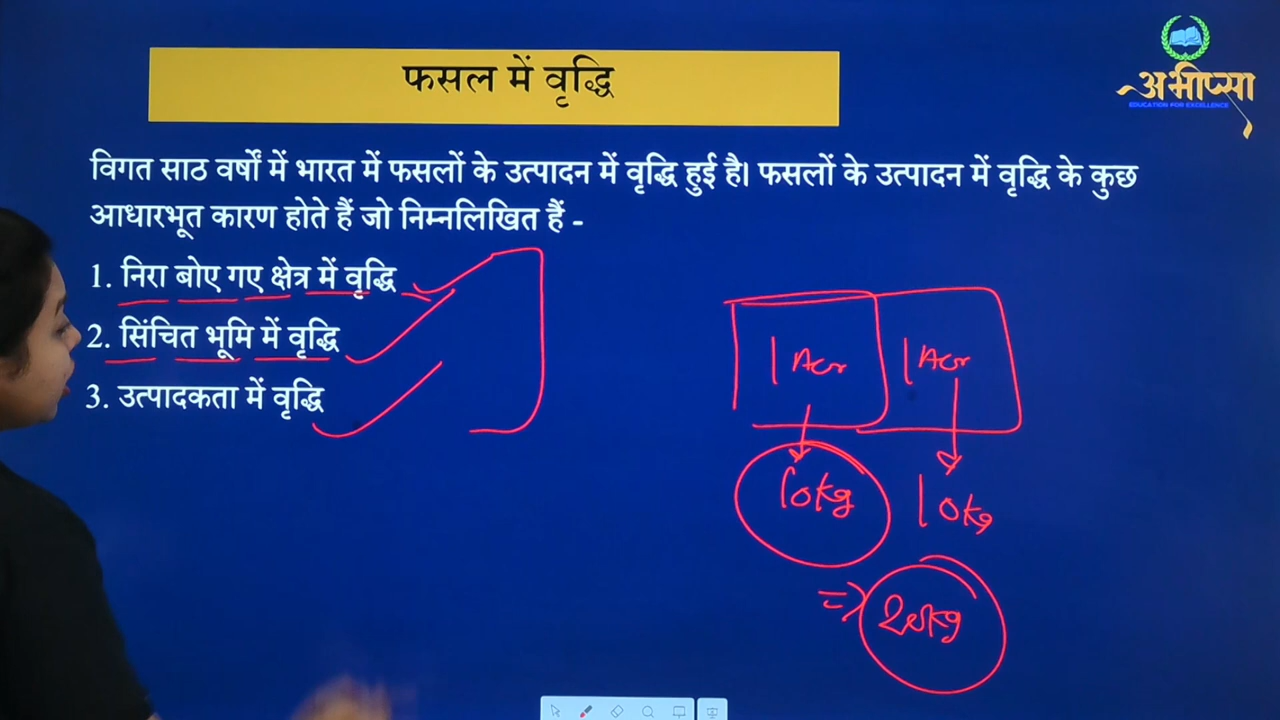 फसल में वृद्धि
अभीप्सा
EDUCATION FOR EXCELLENCE
विगत साठ वर्षों में भारत में फसलों के उत्पादन में वृद्धि हुई है। फसलों के उत्पादन में वृद्धि के कुछ
आधारभूत कारण होते हैं जो निम्नलिखित हैं -
1. निरा बोए गए क्षेत्र में वृद्धि
2. सिंचित भूमि में वृद्धि
3. उत्पादकता में वृद्धि
1 Acr 1 Acr
10kg 10kg
=> 20kg